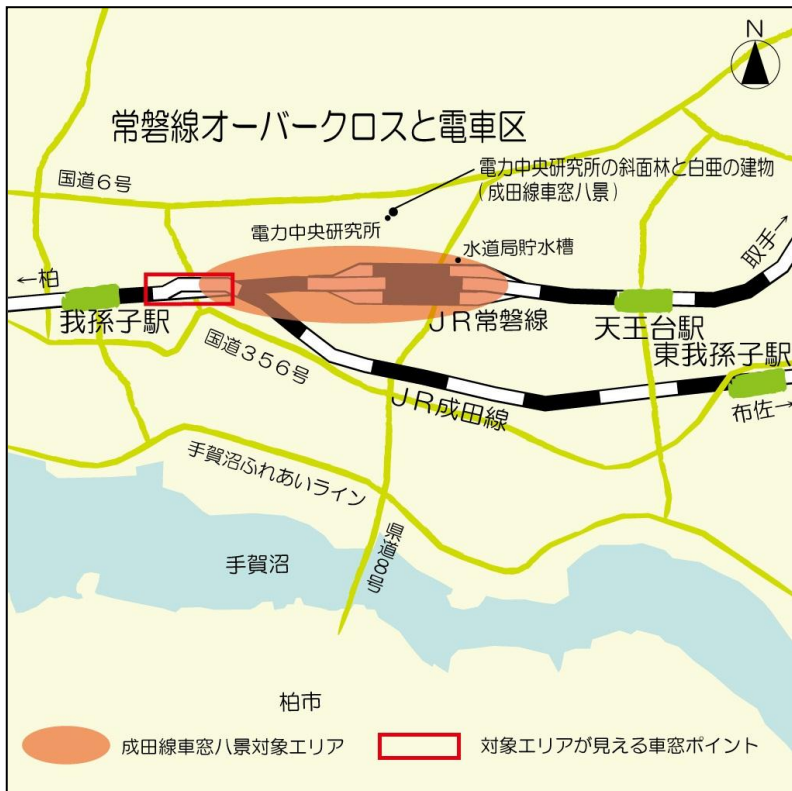 N
常磐線オーバークロスと電車区
電力中央研究所の斜面林と白亜の建物
(成田線車窓八景)
国道6号
電力中央研究所
水道局貯水槽
取手→
←柏
我孫子駅
JR常磐線
天王台駅
東我孫子駅
国道356号
JR成田線
布佐→
手賀沼ふれあいライン
県道8号
手賀沼
柏市
成田線車窓八景対象エリア
対象エリアが見える車窓ポイント